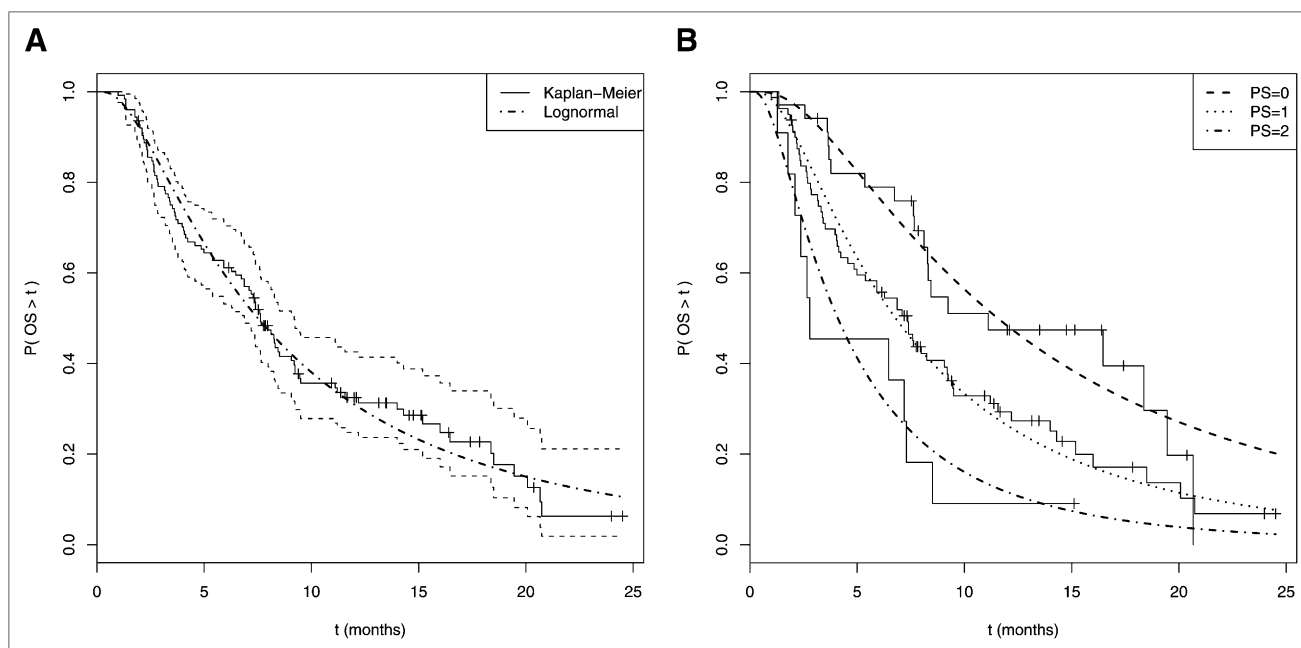 A
Kaplan−Meier
Lognormal
P( OS > t )
1.0
0.8
0.6
0.4
0.2
0.0
0 5 10 15 20 25
t (months)
B
PS=0
PS=1
PS=2
P( OS > t )
1.0
0.8
0.6
0.4
0.2
0.0
0 5 10 15 20 25
t (months)